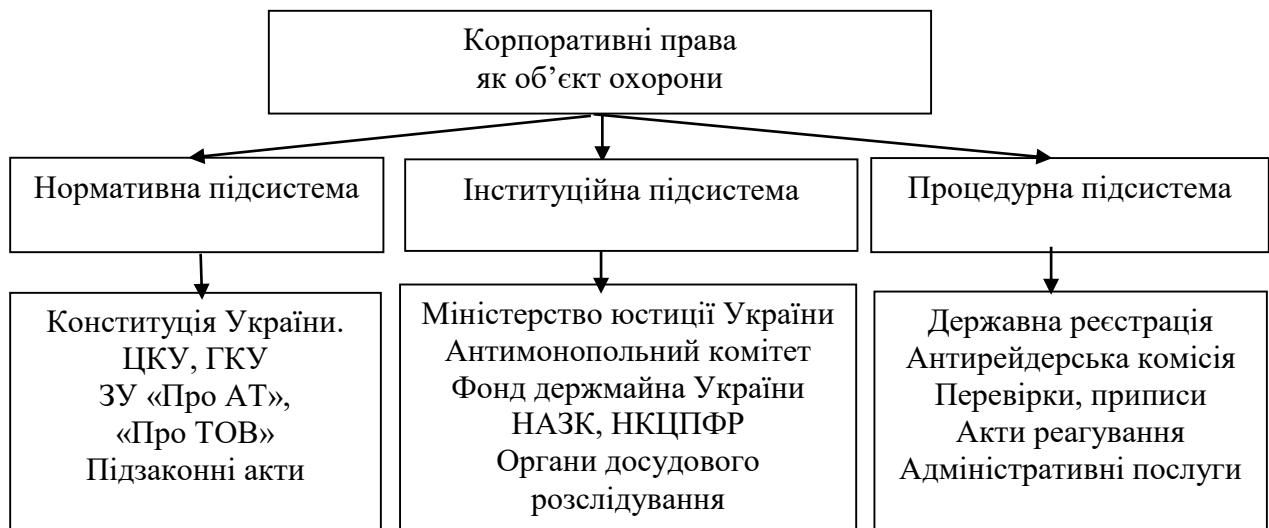 Корпоративні права
як об’єкт охорони
Нормативна підсистема
Інституційна підсистема
Процедурна підсистема
Конституція України.
ЦКУ, ГКУ
ЗУ «Про АТ»,
«Про ТОВ»
Підзаконні акти
Міністерство юстиції України
Антимонопольний комітет
Фонд держмайна України
НАЗК, НКЦПФР
Органи досудового
розслідування
Державна реєстрація
Антирейдерська комісія
Перевірки, приписи
Акти реагування
Адміністративні послуги